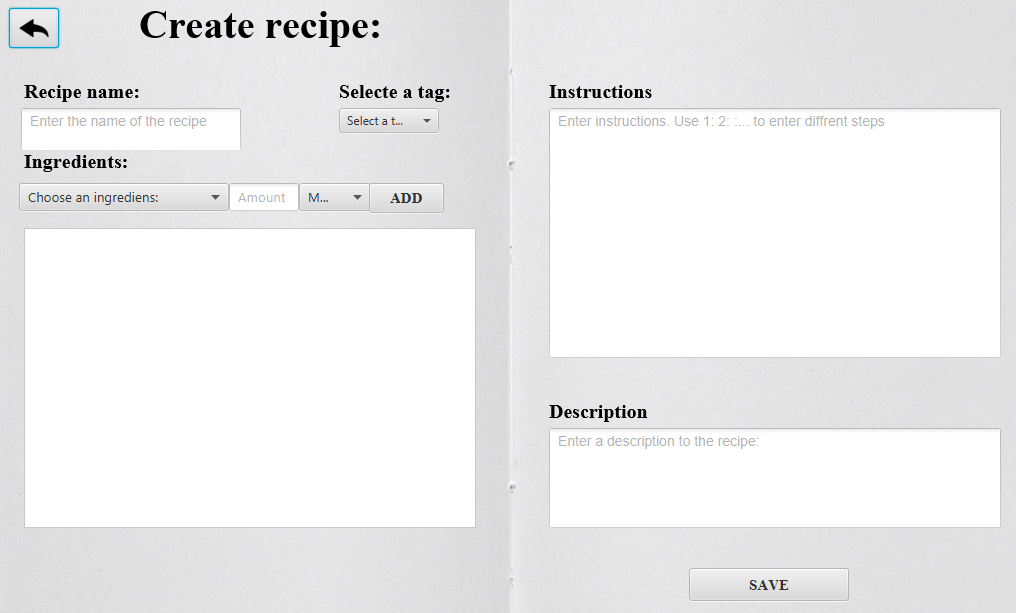 Create recipe:
Recipe name:
Selecte a tag:
Enter the name of the recipe
Select a t...
Ingredients:
Choose an ingrediens:
Amount
M...
ADD
Instructions
Enter instructions. Use 1: 2: :... to enter diffrent steps
Description
Enter a description to the recipe:
SAVE